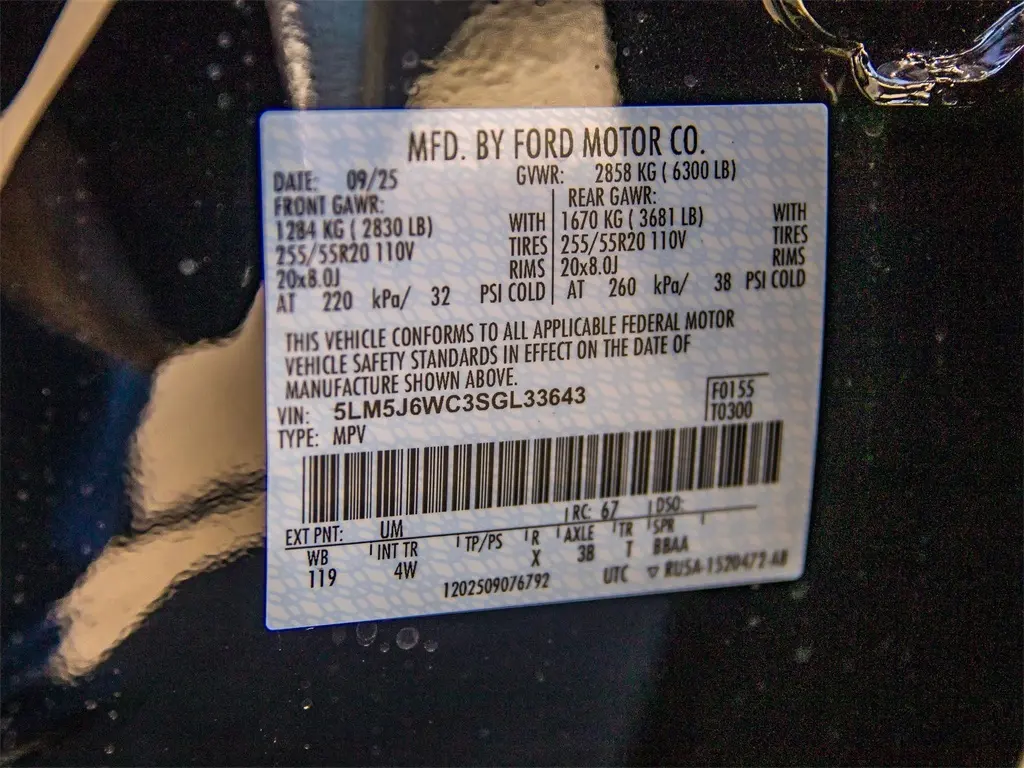 MFD. BY FORD MOTOR CO.
DATE: 09/25 GVWR: 2858 KG ( 6300 LB)
FRONT GAWR: REAR GAWR:
1284 KG ( 2830 LB) WITH 1670 KG ( 3681 LB) WITH
255/55R20 110V TIRES 255/55R20 110V TIRES
20x8.0J RIMS 20x8.0J RIMS
AT 220 kPa/ 32 PSI COLD AT 260 kPa/ 38 PSI COLD
THIS VEHICLE CONFORMS TO ALL APPLICABLE FEDERAL MOTOR
VEHICLE SAFETY STANDARDS IN EFFECT ON THE DATE OF
MANUFACTURE SHOWN ABOVE.
VIN: 5LM5J6WC3SGL33643 F0155
TYPE: MPV T0300
EXT PNT: UM RC: 67 DSO:
WB INT TR TP/PS R AXLE TR SPR
119 4W X 3B T BBAA
1202509076792 UTC ▽ RU5A-1520472-AB